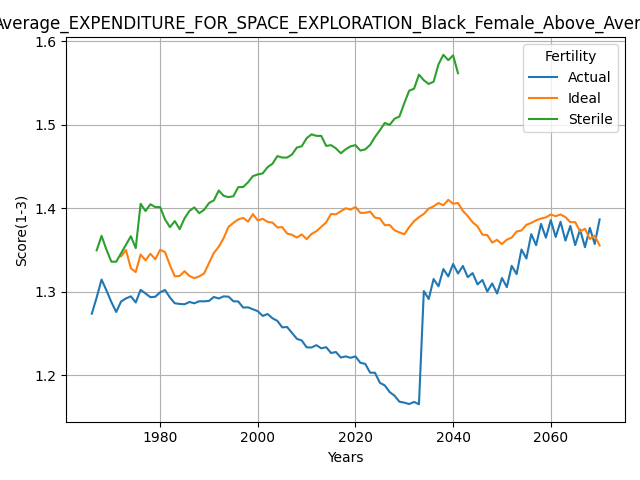 Average_EXPENDITURE_FOR_SPACE_EXPLORATION_Black_Female_Above_Aver
Fertility
Actual
Ideal
Sterile
Score(1-3)
1.6
1.5
1.4
1.3
1.2
1980 2000 2020 2040 2060
Years